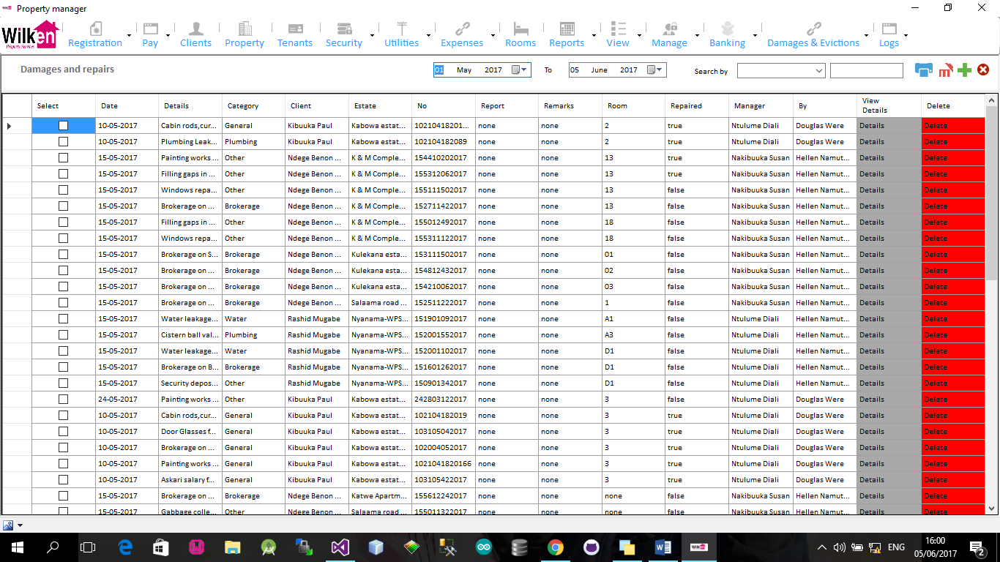 Property manager
Wilken
Property Services
Registration Pay Clients Property Tenants Security Utilities Expenses Rooms Reports View Manage Banking Damages & Evictions Logs
Damages and repairs 01 May 2017 To 05 June 2017 Search by
Select Date Details Category Client Estate No Report Remarks Room Repaired Manager By View Details Delete
10-05-2017 Cabin rods,cur... General Kibuuka Paul Kabowa estat... 10210418201... none none 2 true Ntulume Diali Douglas Were Details Delete
10-05-2017 Plumbing Leak... Plumbing Kibuuka Paul Kabowa estat... 102104182089 none none 2 true Ntulume Diali Douglas Were Details Delete
15-05-2017 Painting works ... Other Ndege Benon ... K & M Comple... 154410202017 none none 13 true Nakibuuka Susan Hellen Namut... Details Delete
15-05-2017 Filling gaps in ... Other Ndege Benon ... K & M Comple... 155312062017 none none 13 true Nakibuuka Susan Hellen Namut... Details Delete
15-05-2017 Windows repa... Other Ndege Benon ... K & M Comple... 155111502017 none none 13 false Nakibuuka Susan Hellen Namut... Details Delete
15-05-2017 Brokerage on ... Brokerage Ndege Benon ... K & M Comple... 152711422017 none none 13 false Nakibuuka Susan Hellen Namut... Details Delete
15-05-2017 Filling gaps in ... Other Ndege Benon ... K & M Comple... 155012492017 none none 18 false Nakibuuka Susan Hellen Namut... Details Delete
15-05-2017 Windows repa... Other Ndege Benon ... K & M Comple... 155311122017 none none 18 false Nakibuuka Susan Hellen Namut... Details Delete
15-05-2017 Brokerage on S... Brokerage Ndege Benon ... Kulekana esta... 153111502017 none none 01 false Nakibuuka Susan Hellen Namut... Details Delete
15-05-2017 Brokerage on ... Brokerage Ndege Benon ... Kulekana esta... 154812432017 none none 02 false Nakibuuka Susan Hellen Namut... Details Delete
15-05-2017 Brokerage on ... Brokerage Ndege Benon ... Kulekana esta... 154210062017 none none 03 false Nakibuuka Susan Hellen Namut... Details Delete
15-05-2017 Brokerage on ... Brokerage Ndege Benon ... Salaama road ... 152511222017 none none 1 false Nakibuuka Susan Hellen Namut... Details Delete
15-05-2017 Water leakage... Water Rashid Mugabe Nyanama-WPS... 151901092017 none none A1 false Ntulume Diali Hellen Namut... Details Delete
15-05-2017 Cistern ball val... Plumbing Rashid Mugabe Nyanama-WPS... 152001552017 none none A3 false Ntulume Diali Hellen Namut... Details Delete
15-05-2017 Water leakage... Water Rashid Mugabe Nyanama-WPS... 152001102017 none none D1 false Ntulume Diali Hellen Namut... Details Delete
15-05-2017 Brokerage on B... Brokerage Rashid Mugabe Nyanama-WPS... 151601262017 none none D1 false Ntulume Diali Hellen Namut... Details Delete
15-05-2017 Security depos... Other Rashid Mugabe Nyanama-WPS... 150901342017 none none D1 false Ntulume Diali Hellen Namut... Details Delete
24-05-2017 Painting works ... Other Kibuuka Paul Kabowa estat... 242803122017 none none 3 false Ntulume Diali Douglas Were Details Delete
10-05-2017 Cabin rods,cur... General Kibuuka Paul Kabowa estat... 102104182019 none none 3 true Ntulume Diali Douglas Were Details Delete
10-05-2017 Door Glasses f... General Kibuuka Paul Kabowa estat... 103105042017 none none 3 true Ntulume Diali Douglas Were Details Delete
10-05-2017 Brokerage on ... General Kibuuka Paul Kabowa estat... 102004052017 none none 3 true Ntulume Diali Douglas Were Details Delete
10-05-2017 Painting works ... General Kibuuka Paul Kabowa estat... 1021041820166 none none 3 true Ntulume Diali Douglas Were Details Delete
10-05-2017 Askari salary f... General Kibuuka Paul Kabowa estat... 103105422017 none none 3 true Ntulume Diali Douglas Were Details Delete
15-05-2017 Brokerage on ... Brokerage Ndege Benon ... Katwe Apartm... 155612242017 none none none false Nakibuuka Susan Hellen Namut... Details Delete
15-05-2017 Gabbage colle... Other Ndege Benon ... Salaama road ... 155011322017 none none none false Nakibuuka Susan Hellen Namut... Details Delete
ENG 16:00
05/06/2017 2